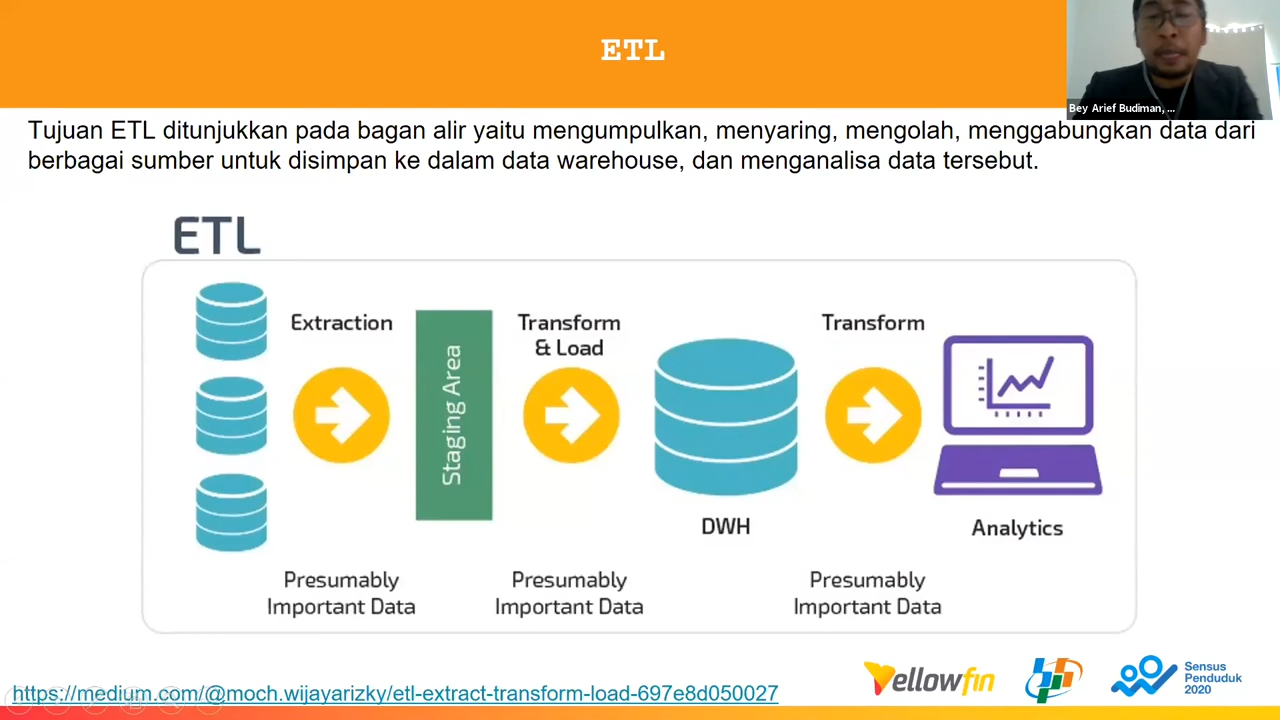 ETL
Bey Arief Budiman, ...
Tujuan ETL ditunjukkan pada bagan alir yaitu mengumpulkan, menyaring, mengolah, menggabungkan data dari
berbagai sumber untuk disimpan ke dalam data warehouse, dan menganalisa data tersebut.
ETL
Extraction
Staging Area
Transform
& Load
DWH
Transform
Analytics
Presumably
Important Data
Presumably
Important Data
Presumably
Important Data
https://medium.com/@moch.wijayarizky/etl-extract-transform-load-697e8d050027
Yellowfin
Sensus
Penduduk
2020